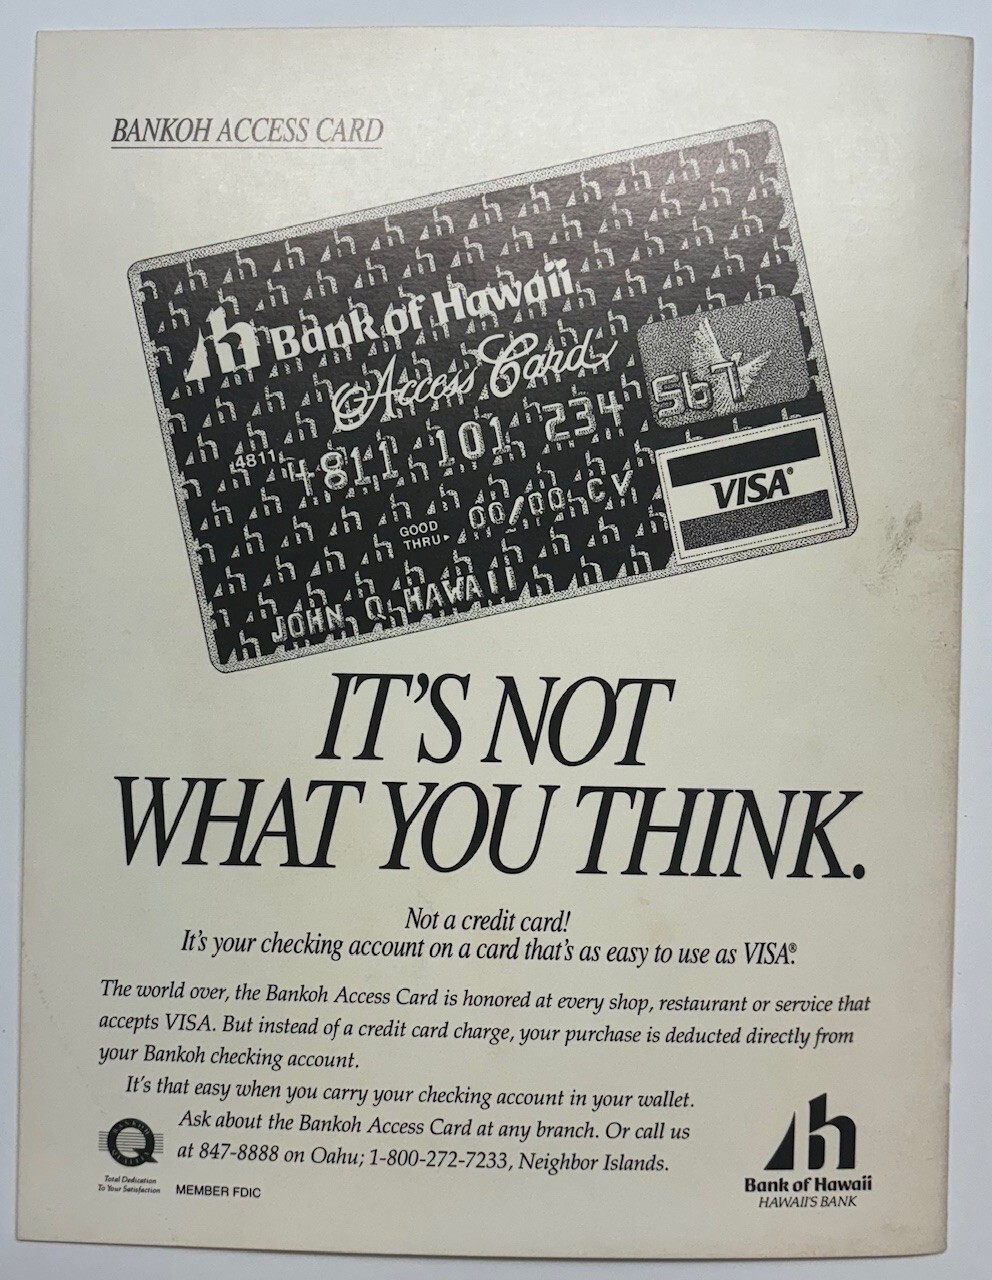 BANKOH ACCESS CARD
Bank of Hawaii
Access Card
4811 101 234 567
4811
GOOD
THRU▸ 00/00 CV
VISA®
JOHN Q HAWAII
IT'S NOT
WHAT YOU THINK.
Not a credit card!
It's your checking account on a card that's as easy to use as VISA®.
The world over, the Bankoh Access Card is honored at every shop, restaurant or service that
accepts VISA. But instead of a credit card charge, your purchase is deducted directly from
your Bankoh checking account.
It's that easy when you carry your checking account in your wallet.
Ask about the Bankoh Access Card at any branch. Or call us
at 847-8888 on Oahu; 1-800-272-7233, Neighbor Islands.
Q
Total Dedication
To Your Satisfaction
MEMBER FDIC
Bank of Hawaii
HAWAII'S BANK